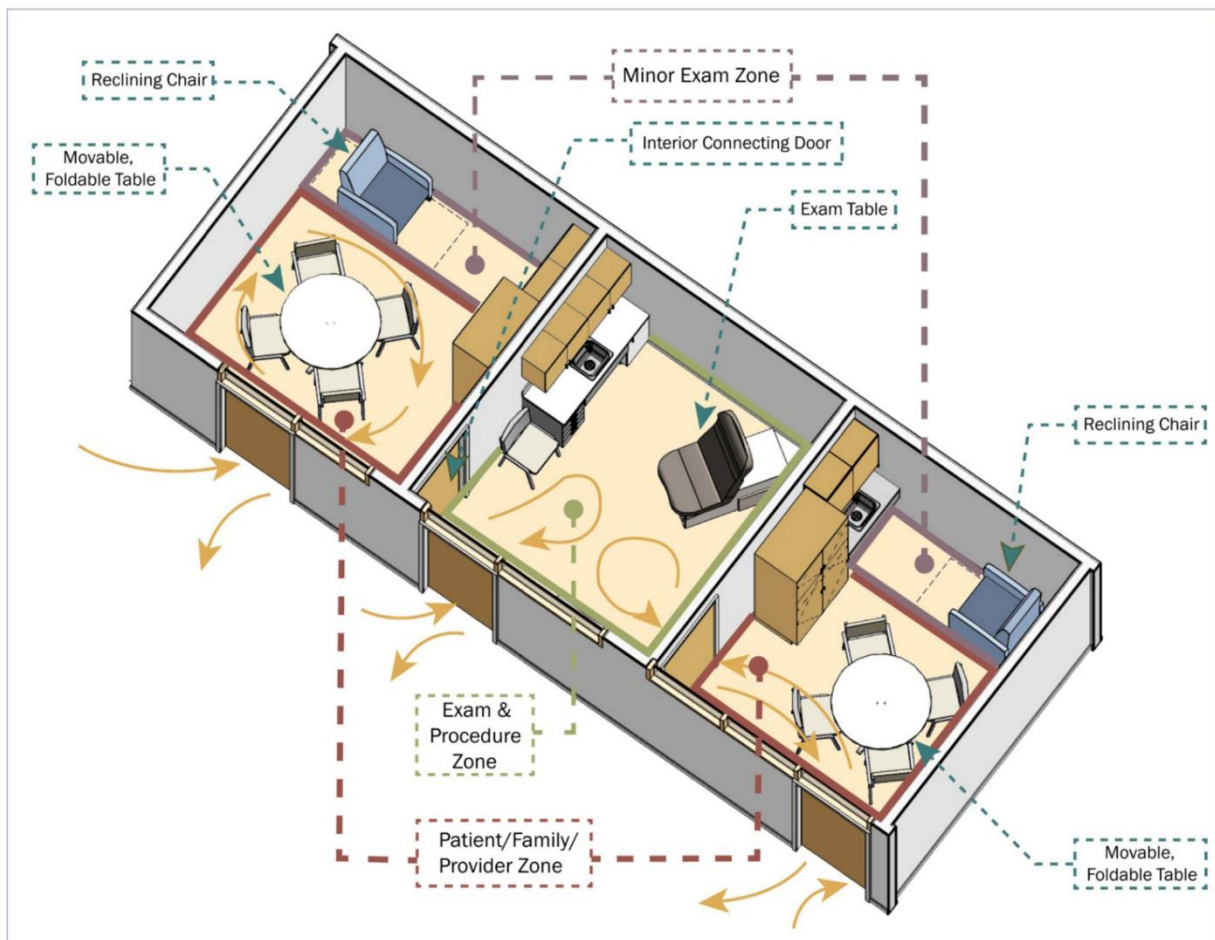 Reclining Chair
Minor Exam Zone
Movable,
Foldable Table
Interior Connecting Door
Exam Table
Reclining Chair
Exam &
Procedure
Zone
Patient/Family/
Provider Zone
Movable,
Foldable Table